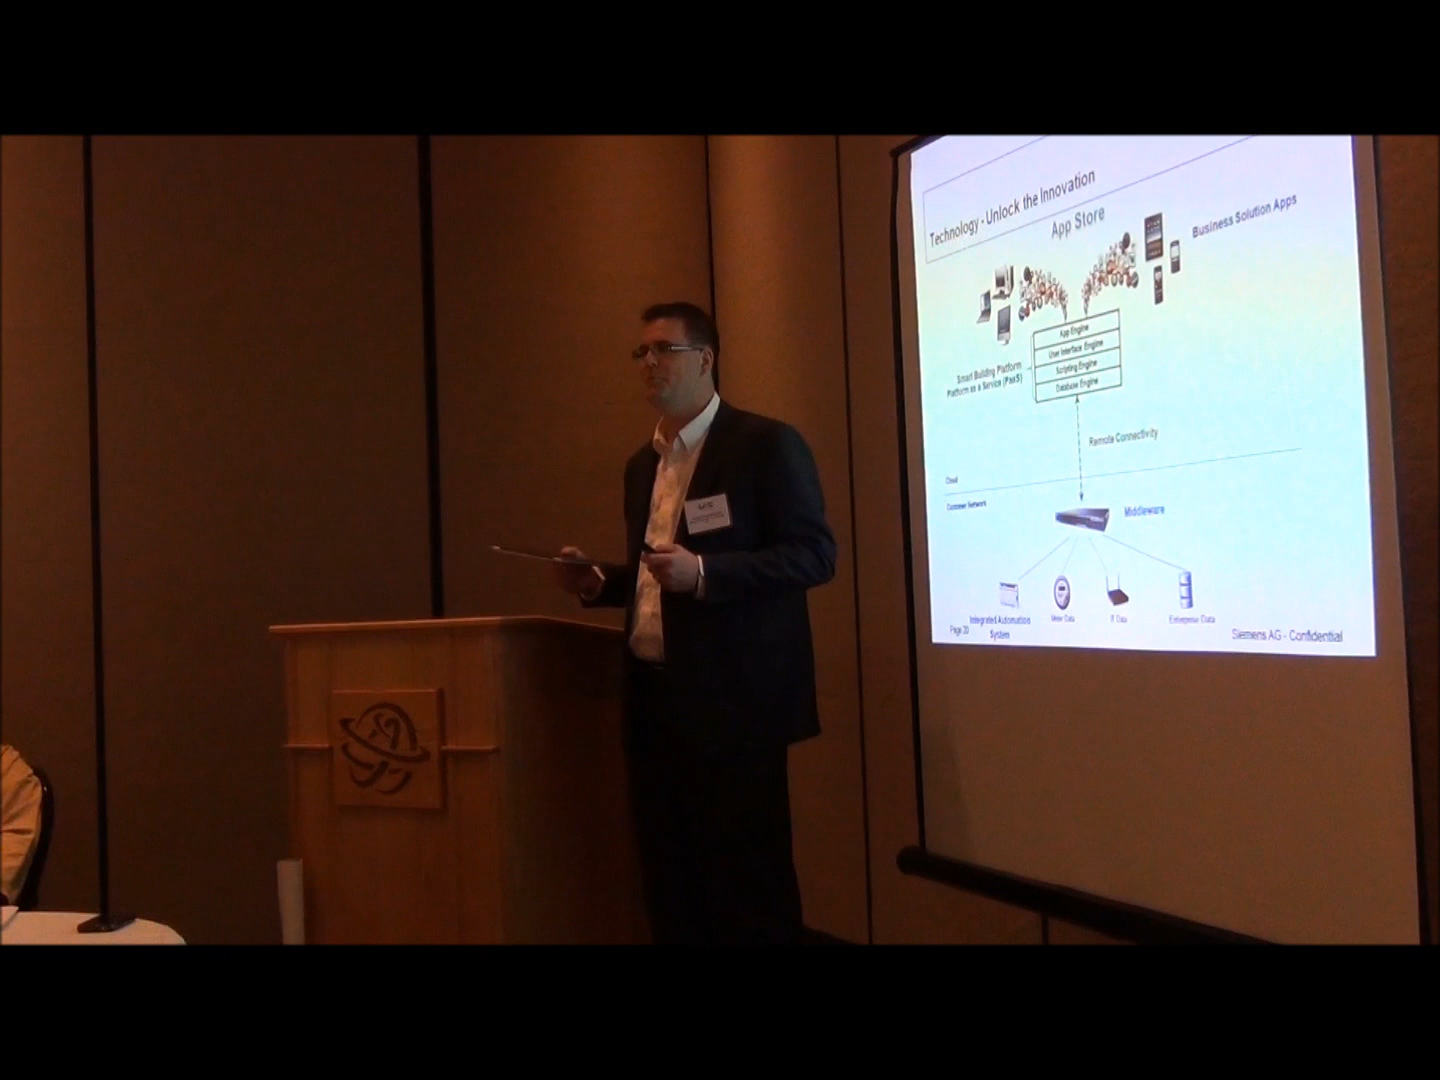 Technology - Unlock the Innovation
App Store
Business Solution Apps
App Engine
User Interface Engine
Scripting Engine
Database Engine
Smart Building Platform
Platform as a Service (PaaS)
Remote Connectivity
Cloud
Customer Network
Middleware
Integrated Automation
System
Meter Data
IT Data
Enterprise Data
Page 20
Siemens AG - Confidential